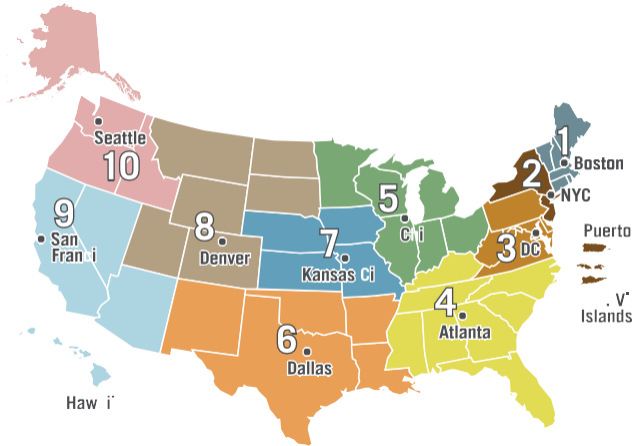 1
Boston
2
NYC
Seattle
10
5
9
San
8
Denver
7
Kansas
3
DC
Puerto
Islands
4
Atlanta
6
Dallas